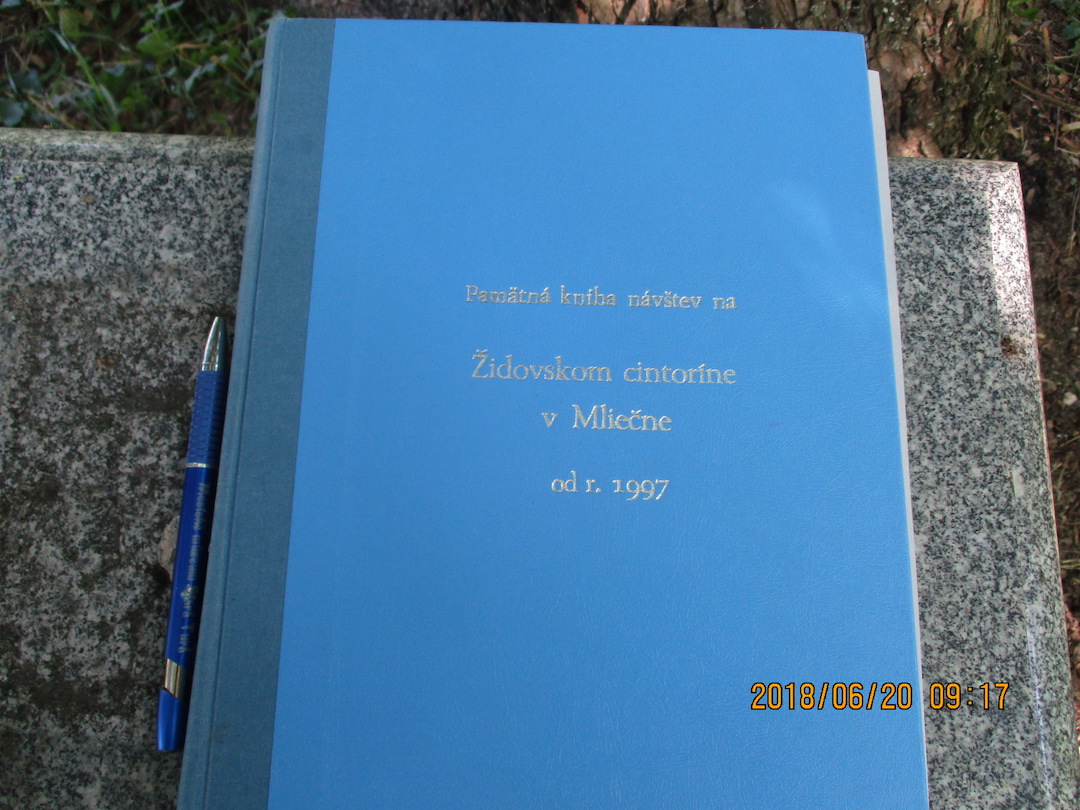 Pamätná kniha návštev na
Židovskom cintoríne
v Mliečne
od r. 1997
2018/06/20 09:17